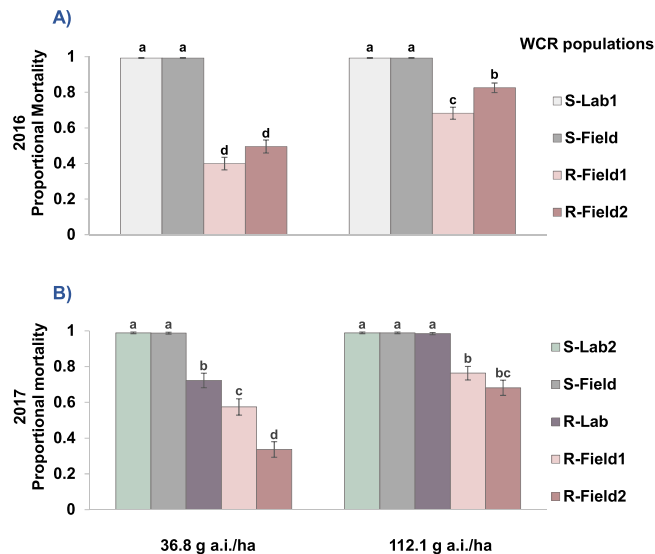 A)
WCR populations
2016
Proportional Mortality
1
0.8
0.6
0.4
0.2
0
a a d d
a a c b
S-Lab1
S-Field
R-Field1
R-Field2
B)
2017
Proportional mortality
1
0.8
0.6
0.4
0.2
0
a a b c d
a a a b bc
S-Lab2
S-Field
R-Lab
R-Field1
R-Field2
36.8 g a.i./ha 112.1 g a.i./ha